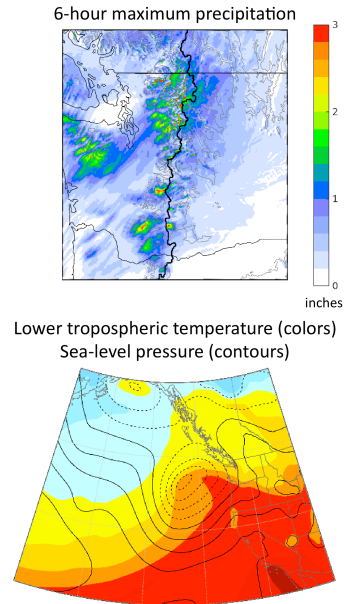 6-hour maximum precipitation
3
2
1
0
inches
Lower tropospheric temperature (colors)
Sea-level pressure (contours)